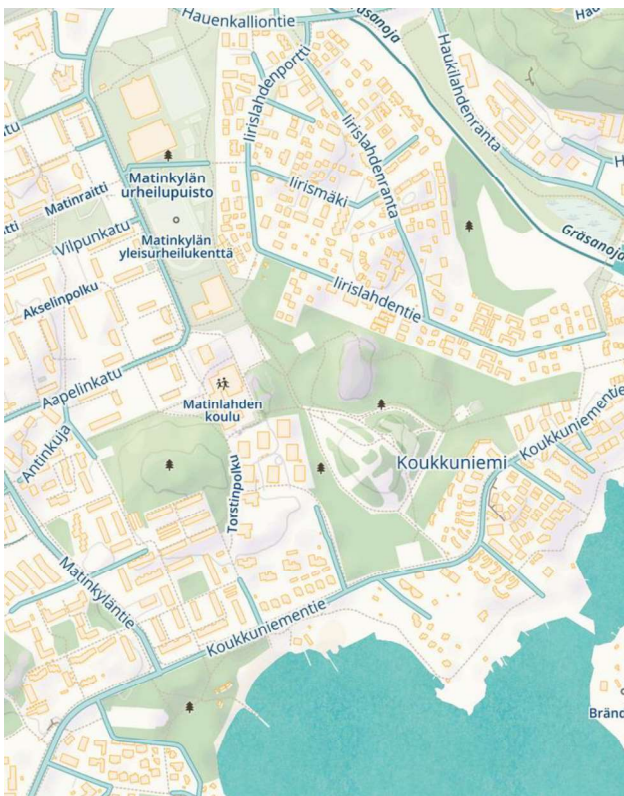 Hauenkalliontie
Gräsanoja
Haukilahdenranta
Iirislahdenportti
Iirislahdenranta
Matinkylän
urheilupuisto
Iirismäki
Matinraitti
Vilpunkatu
Matinkylän
yleisurheilukenttä
Gräsanoja
Akselinpolku
Iirislahdentie
Aapelinkatu
Matinlahden
koulu
Koukkuniementie
Antinkuja
Koukkuniemi
Torstinpolku
Matinkyläntie
Koukkuniementie